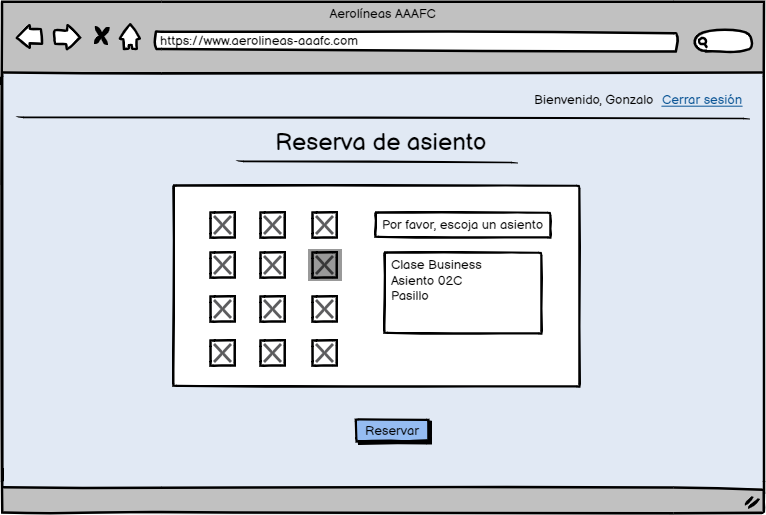 Aerolíneas AAAFC
https://www.aerolineas-aaafc.com
Bienvenido, Gonzalo Cerrar sesión
Reserva de asiento
Por favor, escoja un asiento
Clase Business
Asiento 02C
Pasillo
Reservar